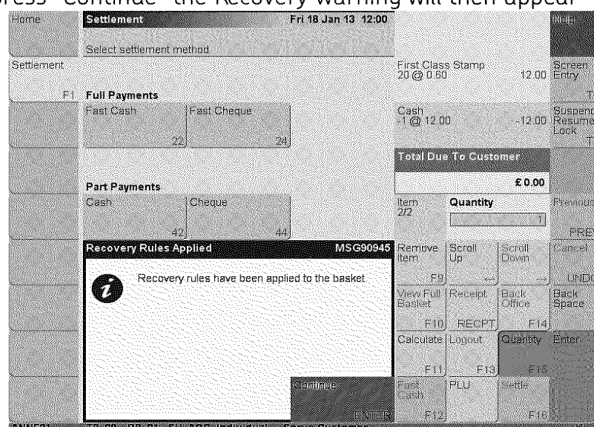 press "Continue" the Recovery warning will then appear
Home
Settlement
Fri 18 Jan 13 12:00
Help
Select settlement method
Settlement
F1
Full Payments
Fast Cash
22
Fast Cheque
24
Part Payments
Cash
42
Cheque
44
First Class Stamp
20 @ 0.60 12.00
Cash
-1 @ 12.00 -12.00
Total Due To Customer
£ 0.00
Item
2/2
Quantity
1
Screen
Entry
Suspend
Resume
Lock
Previous
PRE
Recovery Rules Applied MSG90945
Recovery rules have been applied to the basket
Continue
ENTER
Remove
Item
F9
Scroll
Up
←
Scroll
Down
→
Cancel
UNDO
View Full
Basket
F10
Receipt
RECPT
Back
Office
F14
Back
Space
Calculate
F11
Logout
F13
Quantity
F15
Enter
Fast
Cash
F12
PLU
Settle
F16